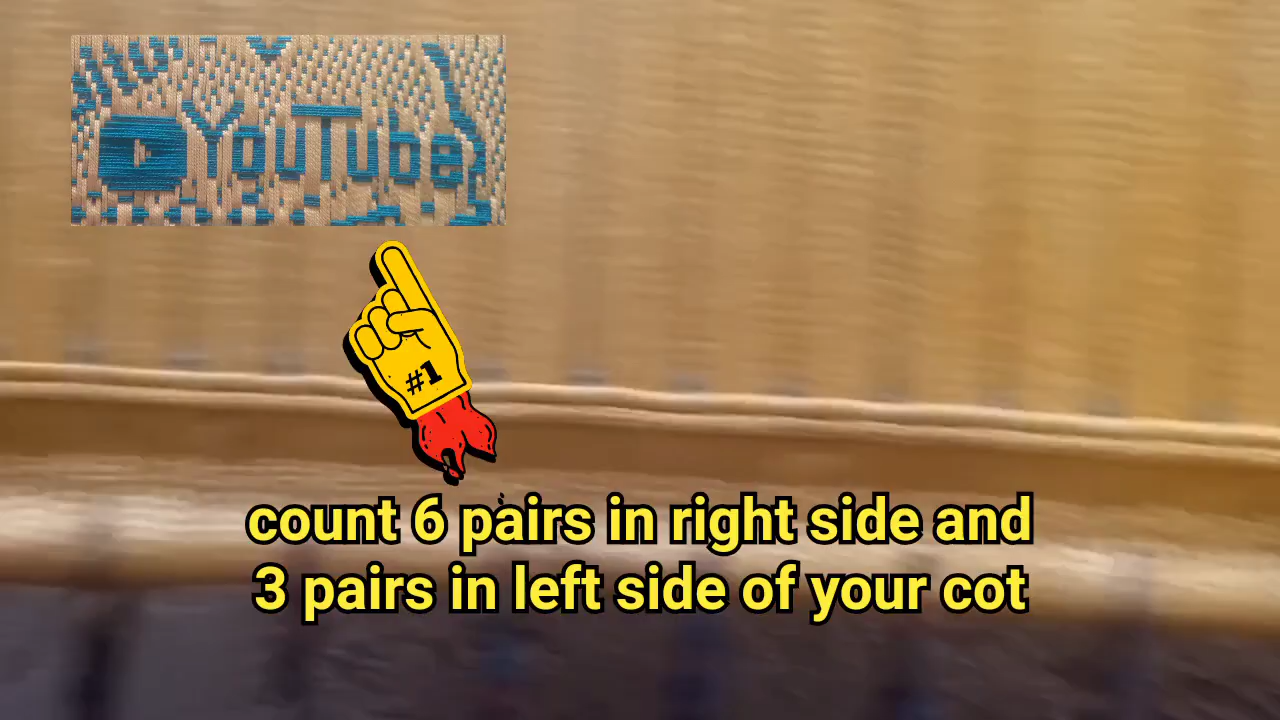 YouTube
#1
count 6 pairs in right side and
3 pairs in left side of your cot